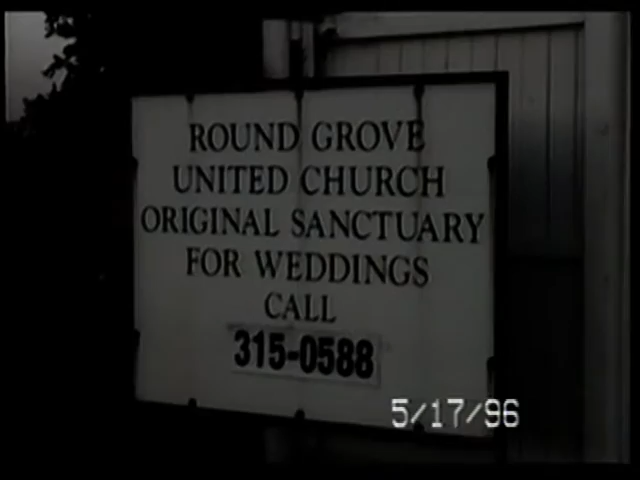 ROUND GROVE
UNITED CHURCH
ORIGINAL SANCTUARY
FOR WEDDINGS
CALL
315-0588
5/17/96